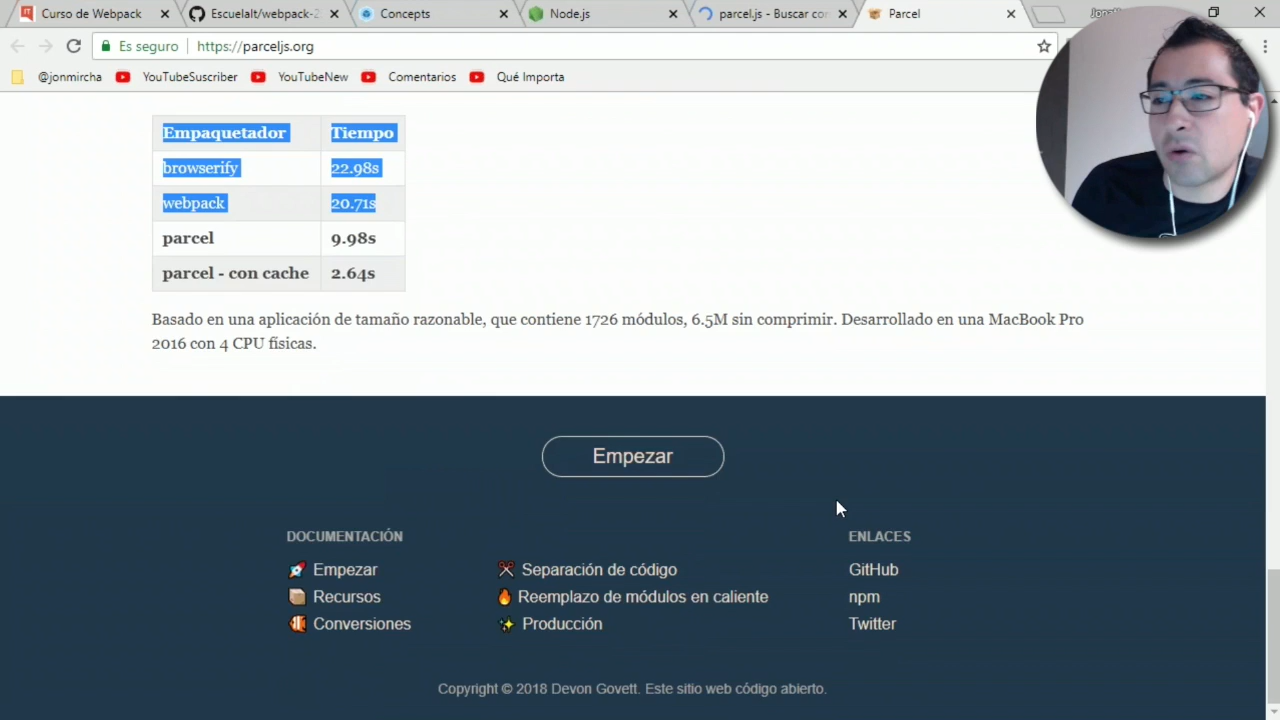 Curso de Webpack
EscuelaIt/webpack-2
Concepts
Node.js
parcel.js - Buscar con
Parcel
Es seguro
https://parceljs.org
@jonmircha
YouTubeSuscriber
YouTubeNew
Comentarios
Qué Importa
Empaquetador Tiempo
browserify 22.98s
webpack 20.71s
parcel 9.98s
parcel - con cache 2.64s
Basado en una aplicación de tamaño razonable, que contiene 1726 módulos, 6.5M sin comprimir. Desarrollado en una MacBook Pro
2016 con 4 CPU físicas.
Empezar
DOCUMENTACIÓN
Empezar
Recursos
Conversiones
Separación de código
Reemplazo de módulos en caliente
Producción
ENLACES
GitHub
npm
Twitter
Copyright © 2018 Devon Govett. Este sitio web código abierto.